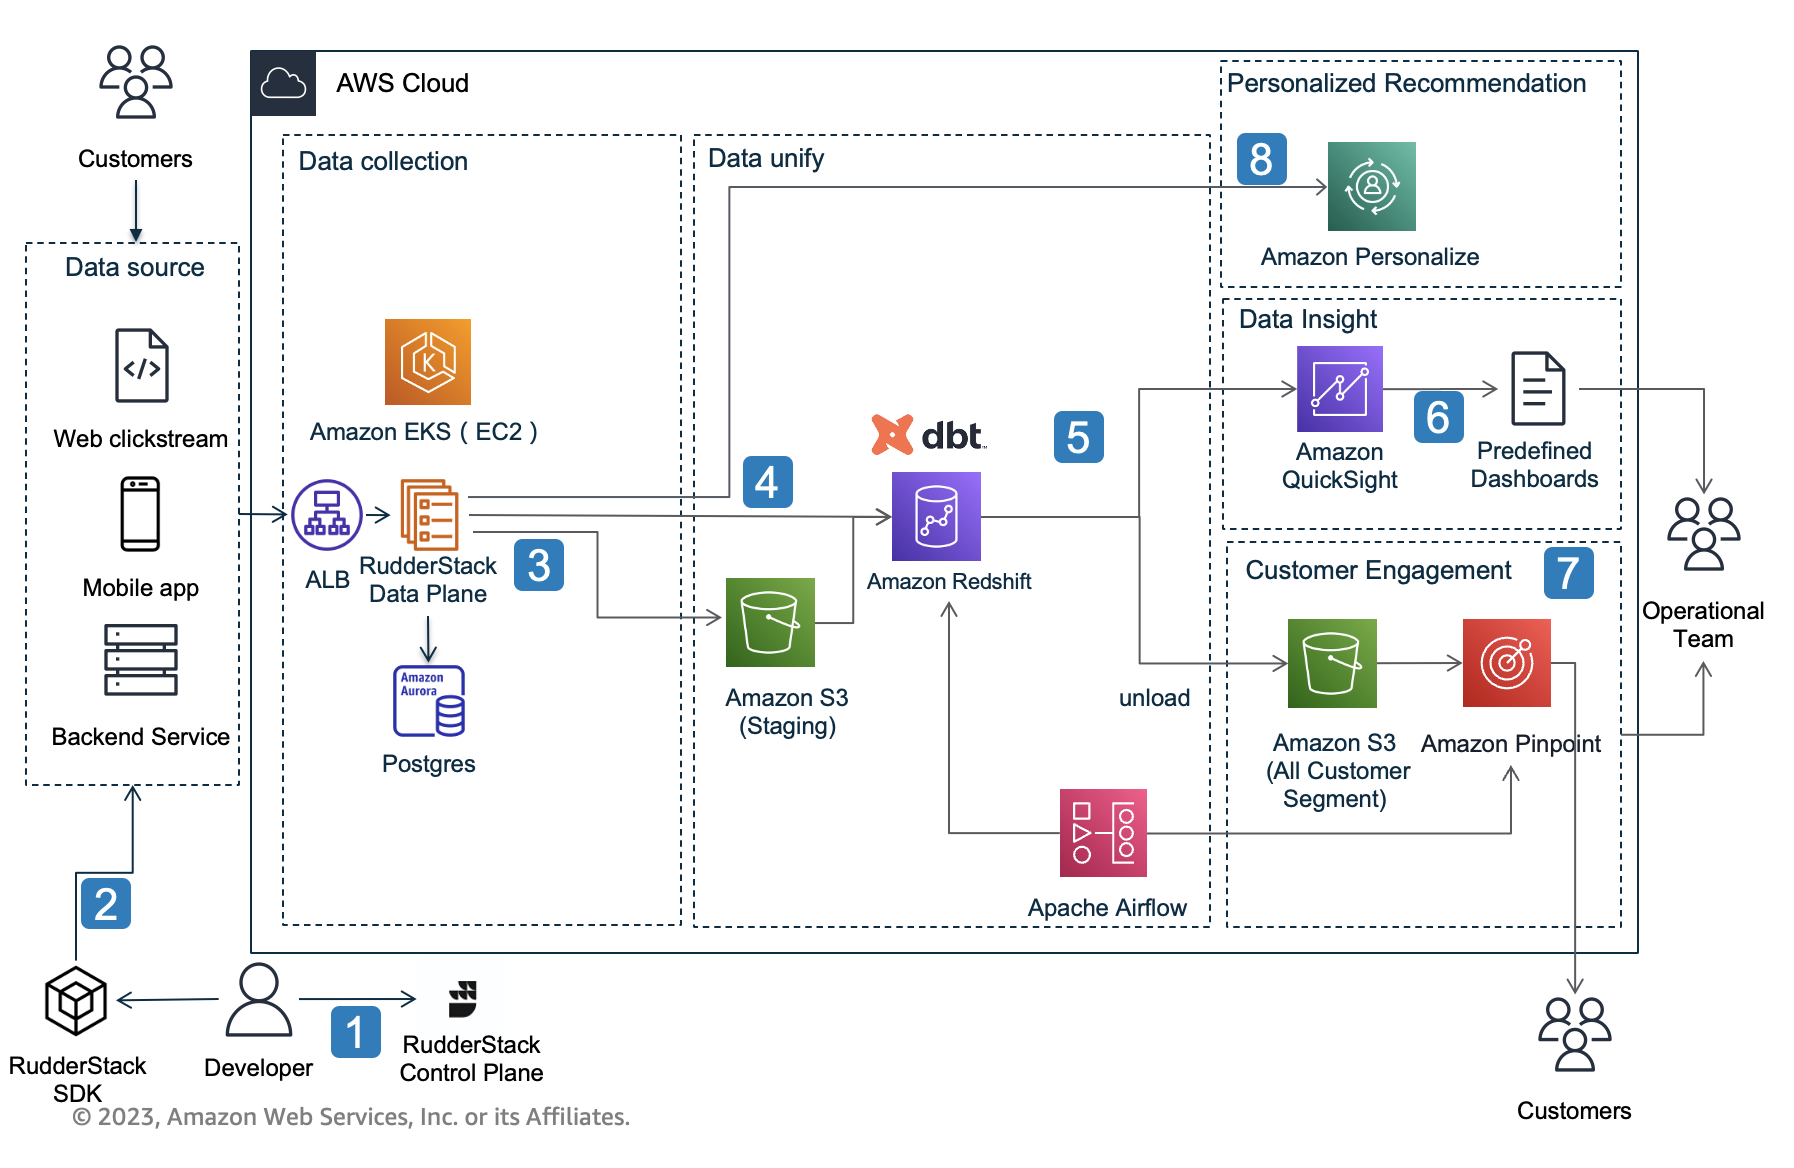 Customers
AWS Cloud
Personalized Recommendation
Data collection
Data unify
8
Amazon Personalize
Data source
Web clickstream
Mobile app
Backend Service
K
Amazon EKS ( EC2 )
ALB
RudderStack
Data Plane
3
Amazon
Aurora
Postgres
4
dbt
5
Amazon Redshift
Amazon S3
(Staging)
unload
Apache Airflow
Data Insight
6
Amazon
QuickSight
Predefined
Dashboards
Customer Engagement
7
Amazon S3
(All Customer
Segment)
Amazon Pinpoint
Operational
Team
2
RudderStack
SDK
Developer
1
RudderStack
Control Plane
Customers
© 2023, Amazon Web Services, Inc. or its Affiliates.